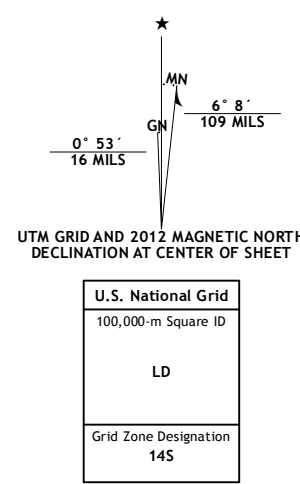 ★
MN
GN
6° 8´
109 MILS
0° 53´
16 MILS
UTM GRID AND 2012 MAGNETIC NORTH
DECLINATION AT CENTER OF SHEET
U.S. National Grid
100,000-m Square ID
LD
Grid Zone Designation
14S